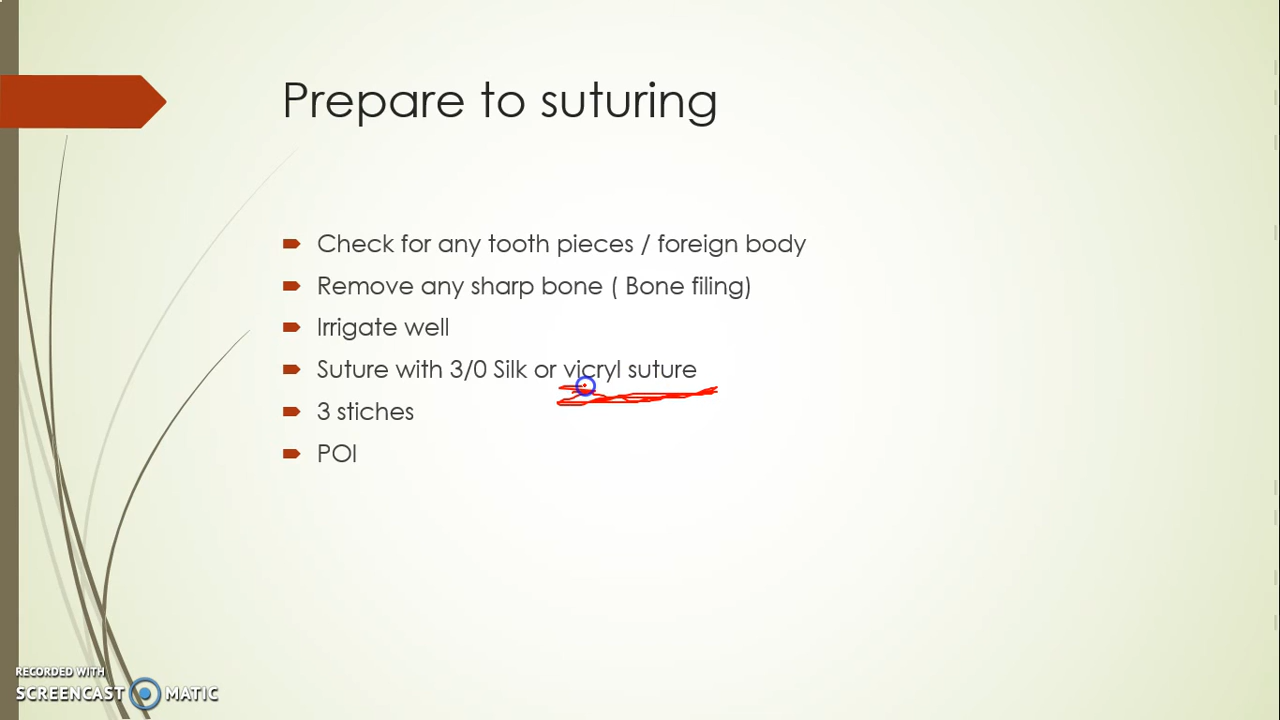 Prepare to suturing
Check for any tooth pieces / foreign body
Remove any sharp bone ( Bone filing)
Irrigate well
Suture with 3/0 Silk or vicryl suture
3 stiches
POI
RECORDED WITH
SCREENCAST MATIC